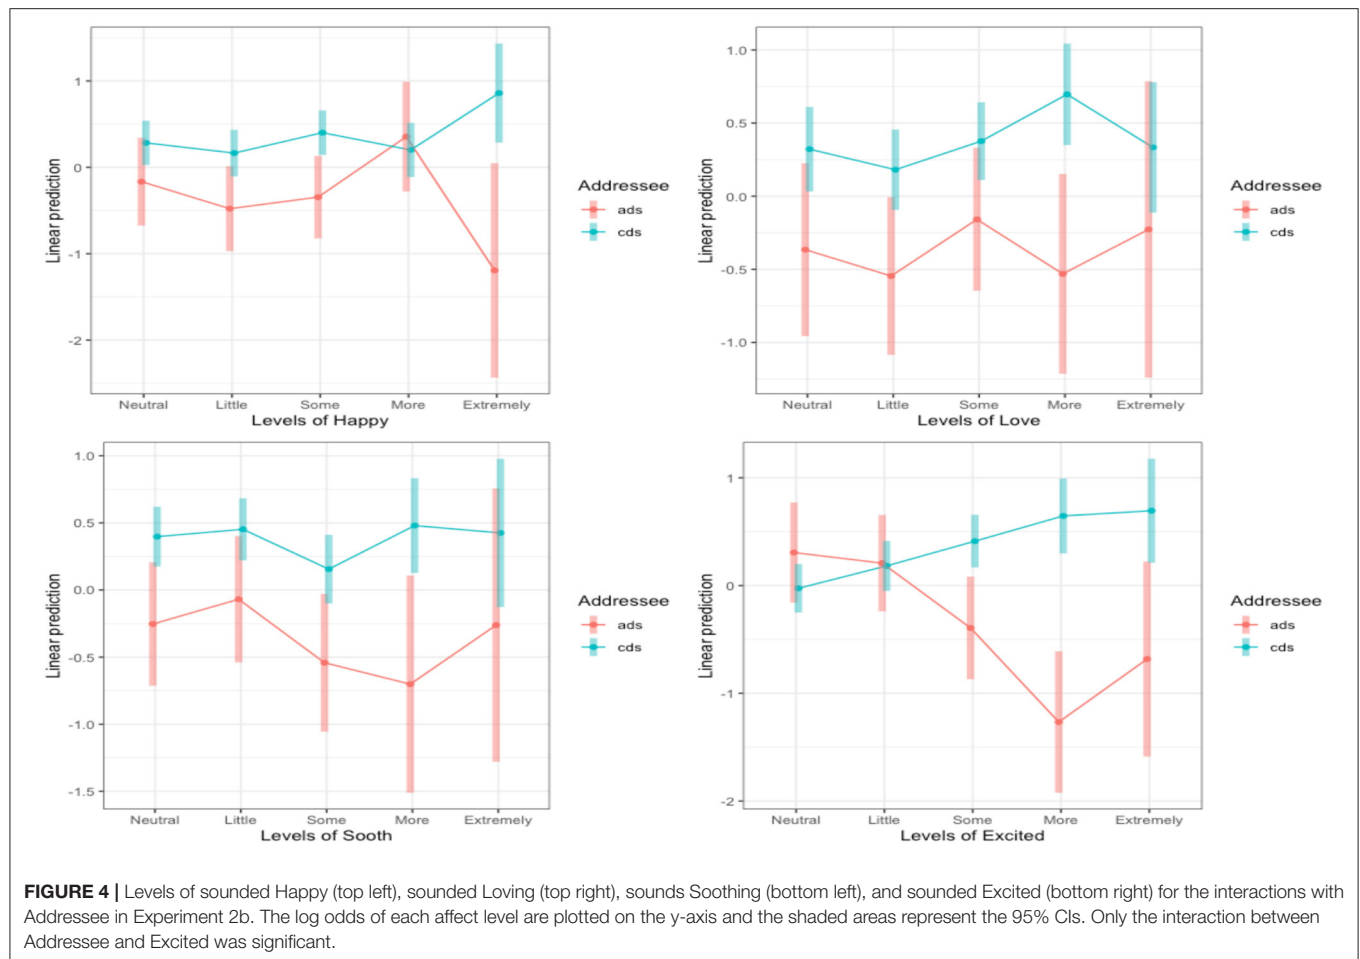 1
0
-1
-2
Linear prediction
Neutral Little Some More Extremely
Levels of Happy
Addressee
ads
cds
1.0
0.5
0.0
-0.5
-1.0
Linear prediction
Neutral Little Some More Extremely
Levels of Love
Addressee
ads
cds
1.0
0.5
0.0
-0.5
-1.0
-1.5
Linear prediction
Neutral Little Some More Extremely
Levels of Sooth
Addressee
ads
cds
1
0
-1
-2
Linear prediction
Neutral Little Some More Extremely
Levels of Excited
Addressee
ads
cds
FIGURE 4 | Levels of sounded Happy (top left), sounded Loving (top right), sounds Soothing (bottom left), and sounded Excited (bottom right) for the interactions with
Addressee in Experiment 2b. The log odds of each affect level are plotted on the y-axis and the shaded areas represent the 95% CIs. Only the interaction between
Addressee and Excited was significant.